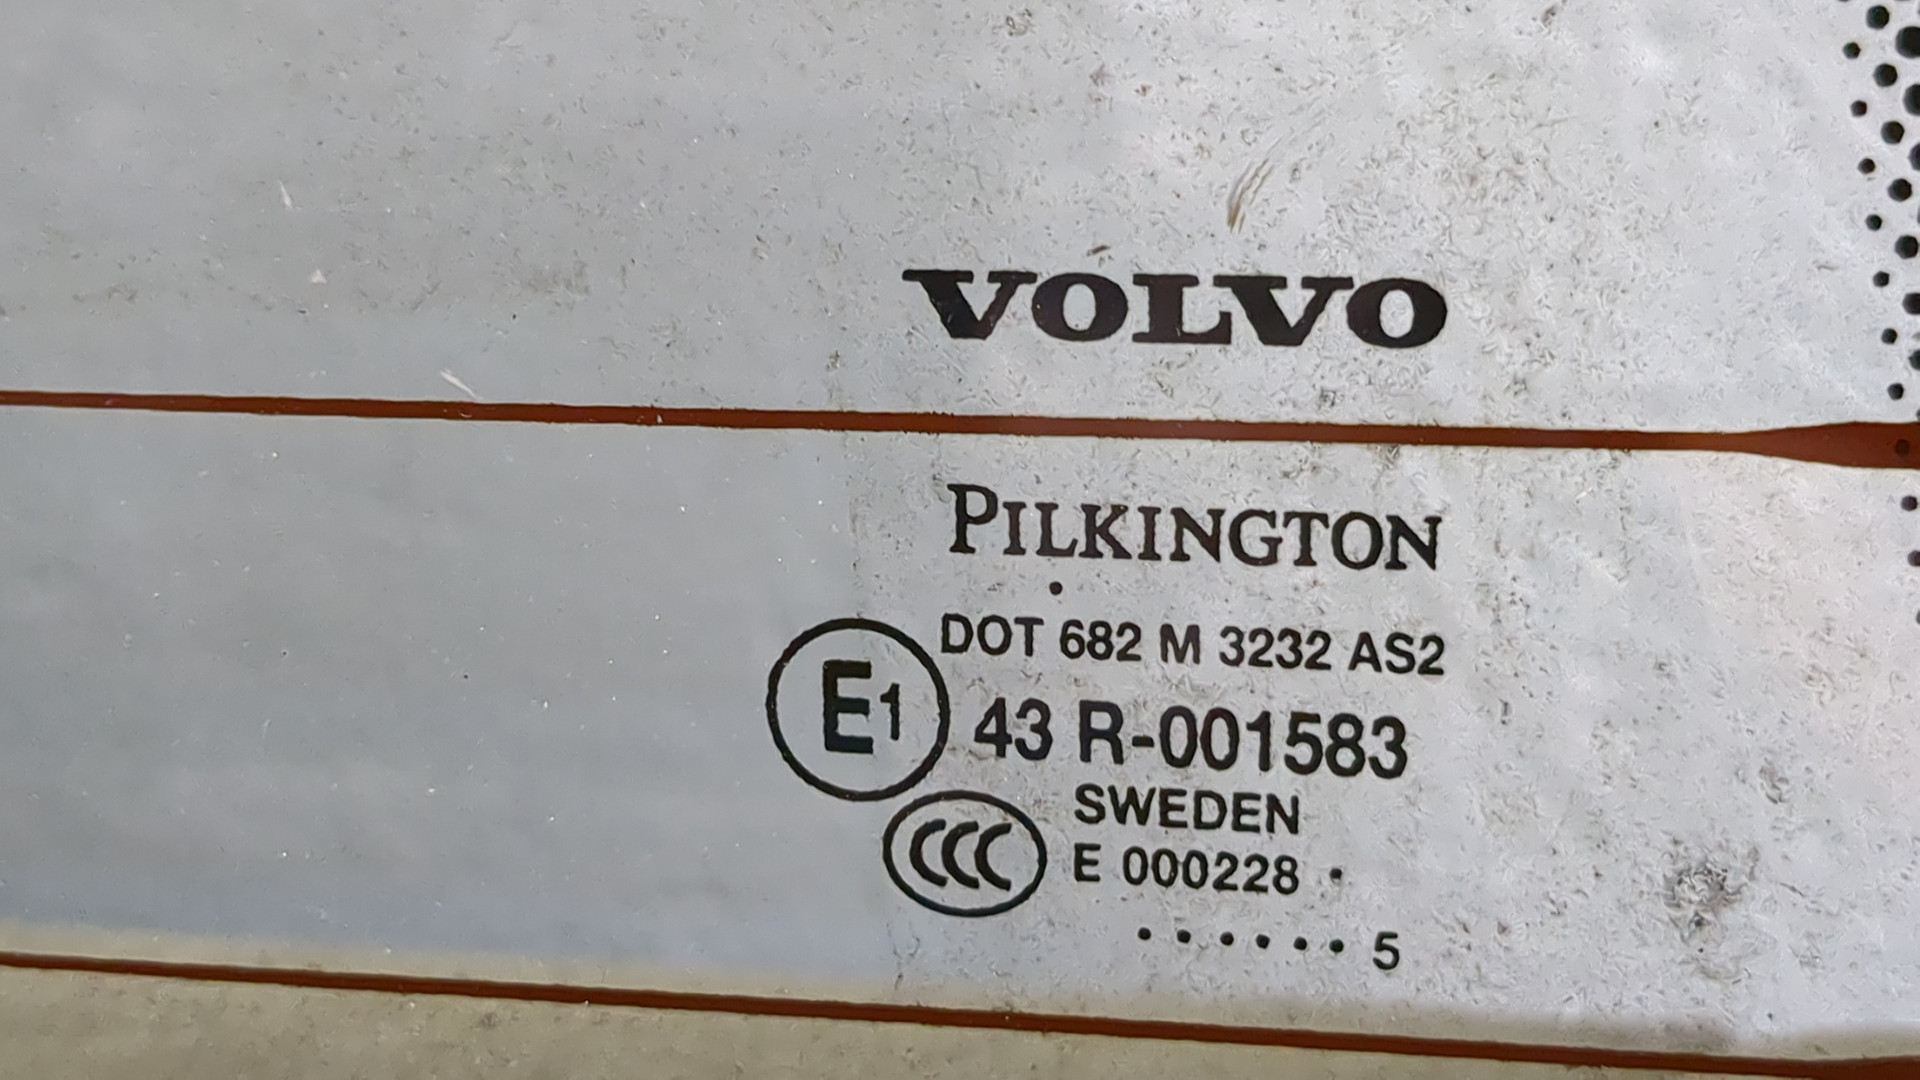 VOLVO
PILKINGTON
DOT 682 M 3232 AS2
E1 43 R-001583
SWEDEN
CCC E 000228 .
...... 5